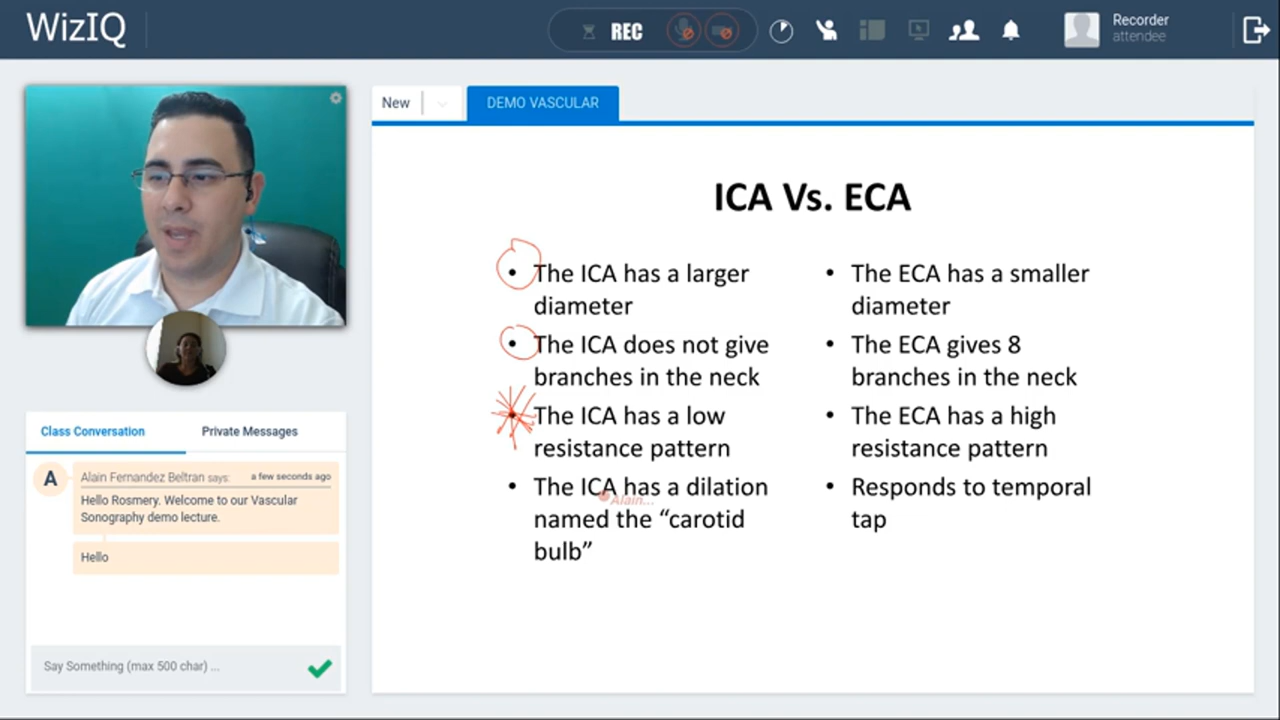 WizIQ
REC
Recorder
attendee
New
DEMO VASCULAR
ICA Vs. ECA
• The ICA has a larger
diameter
• The ICA does not give
branches in the neck
• The ICA has a low
resistance pattern
• The ICA has a dilation
named the “carotid
bulb”
• The ECA has a smaller
diameter
• The ECA gives 8
branches in the neck
• The ECA has a high
resistance pattern
• Responds to temporal
tap
Alain...
Class Conversation
Private Messages
A
Alain Fernandez Beltran says:
a few seconds ago
Hello Rosmery. Welcome to our Vascular
Sonography demo lecture.
Hello
Say Something (max 500 char) ...